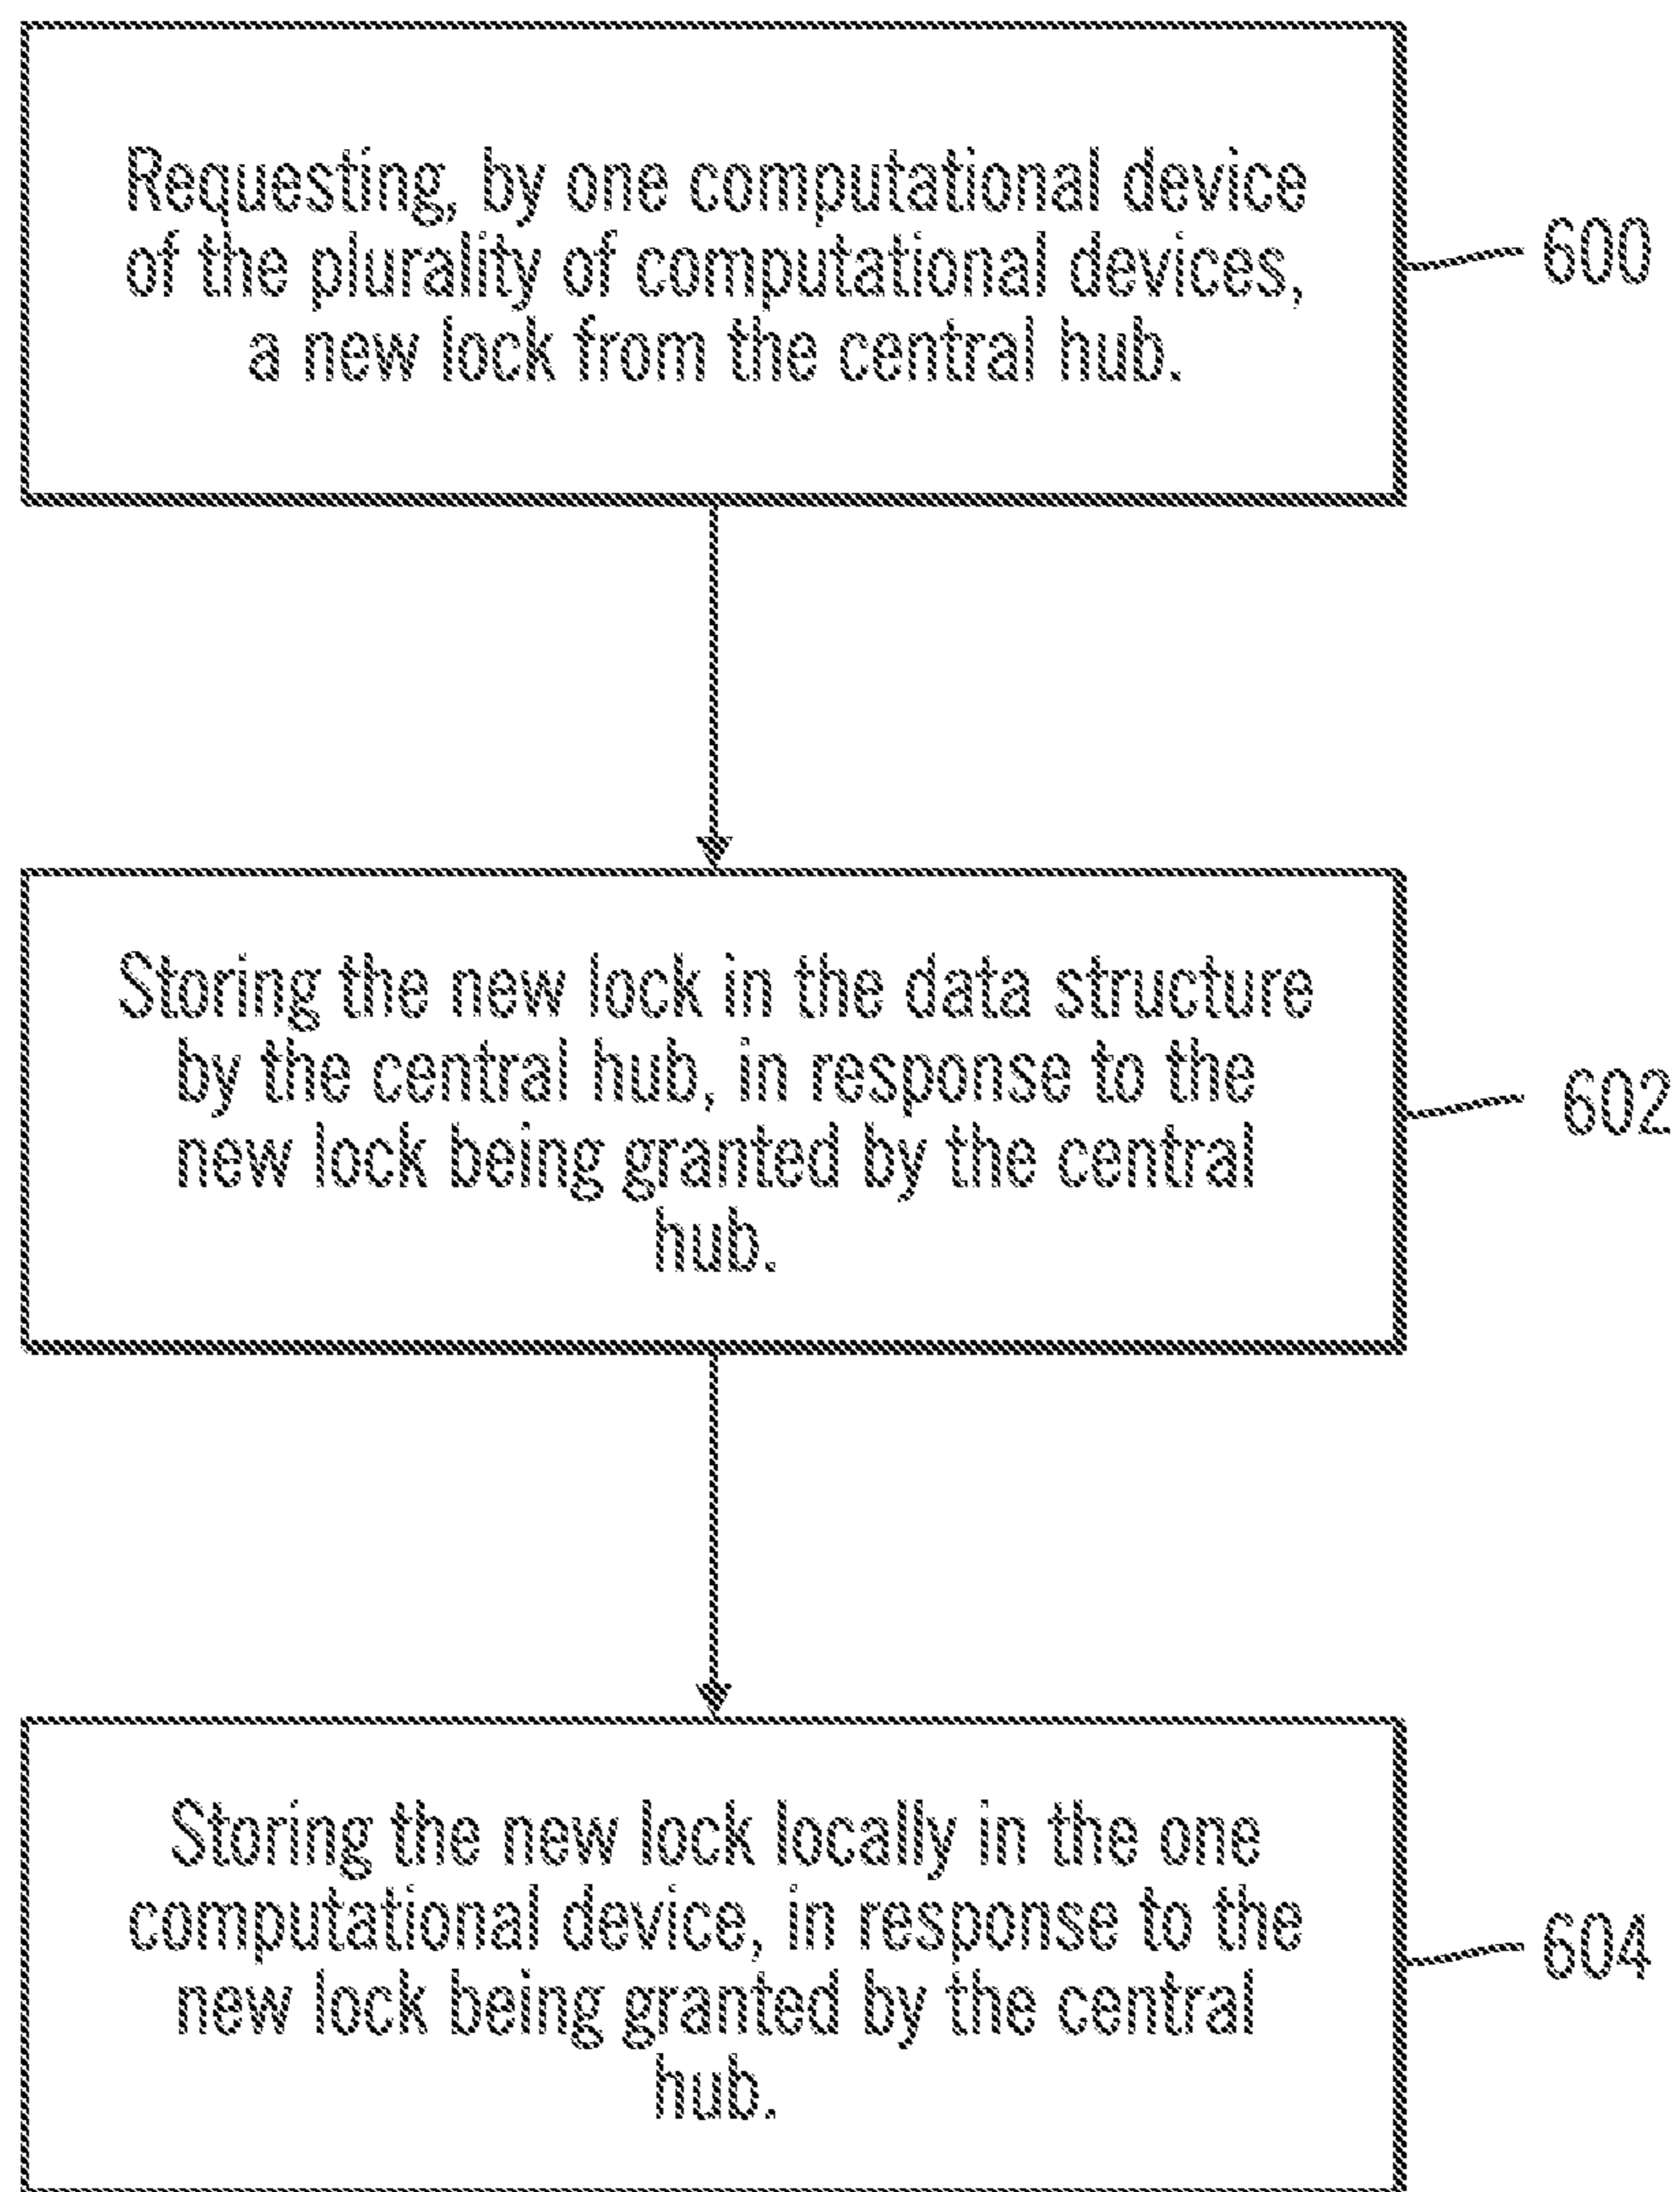 Requesting, by one computational device
of the plurality of computational devices,
a new lock from the central hub.
600
Storing the new lock in the data structure
by the central hub, in response to the
new lock being granted by the central
hub.
602
Storing the new lock locally in the one
computational device, in response to the
new lock being granted by the central
hub.
604